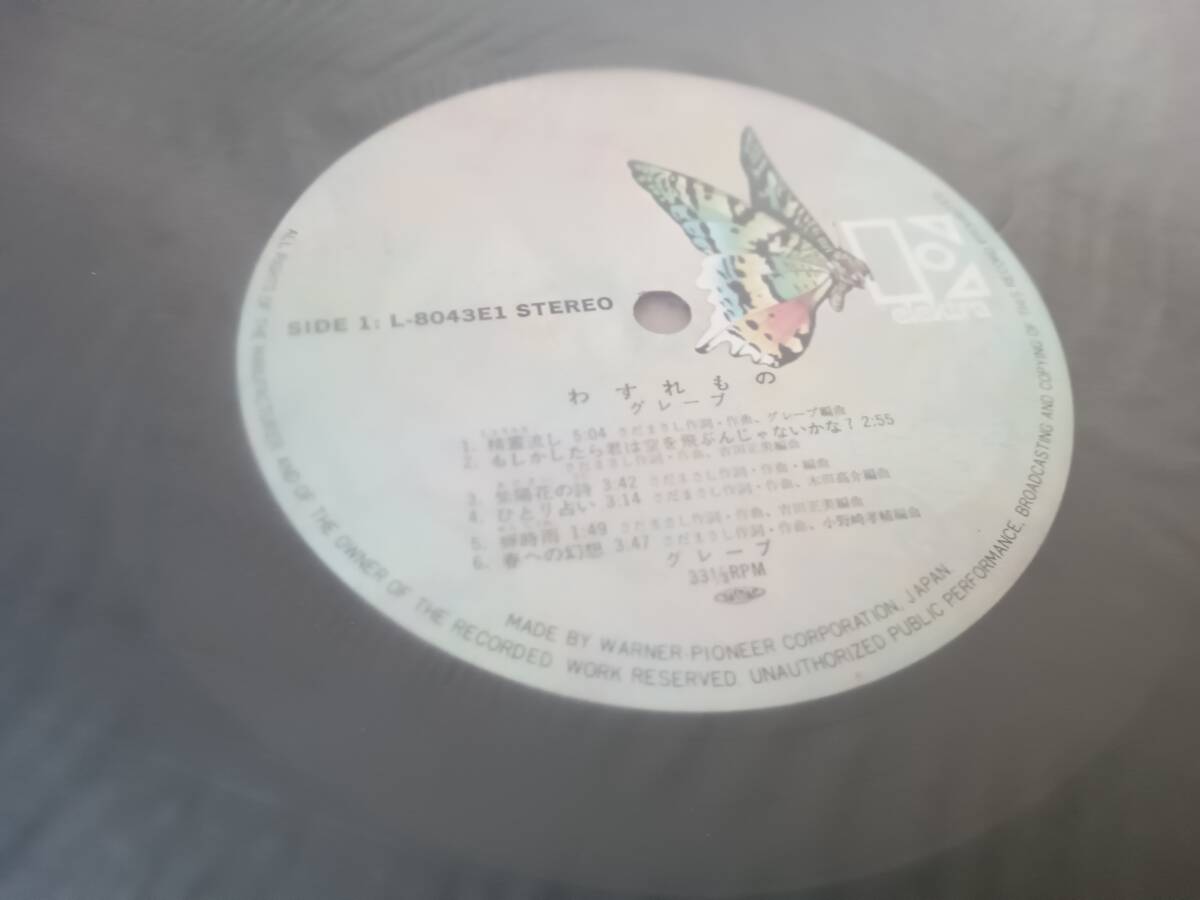 elektra
SIDE 1: L-8043E1 STEREO
わすれもの
グレープ
1. 精霊流し 5:04 さだまさし作詞・作曲、グレープ編曲
2. もしかしたら君は空を飛ぶんじゃないかな? 2:55
さだまさし作詞・作曲、吉田正美編曲
3. 紫陽花の詩 3:42 さだまさし作詞・作曲・編曲
4. ひとり占い 3:14 さだまさし作詞・作曲、木田高介編曲
5. 蝉時雨 1:49 さだまさし作詞・作曲、吉田正美編曲
6. 春への幻想 3:47 さだまさし作詞・作曲、小野崎孝輔編曲
グレープ
33⅓RPM
MADE BY WARNER-PIONEER CORPORATION, JAPAN.
ALL RIGHTS OF THE MANUFACTURER AND OF THE OWNER OF THE RECORDED WORK RESERVED. UNAUTHORIZED PUBLIC PERFORMANCE, BROADCASTING AND COPYING OF THIS RECORD PROHIBITED